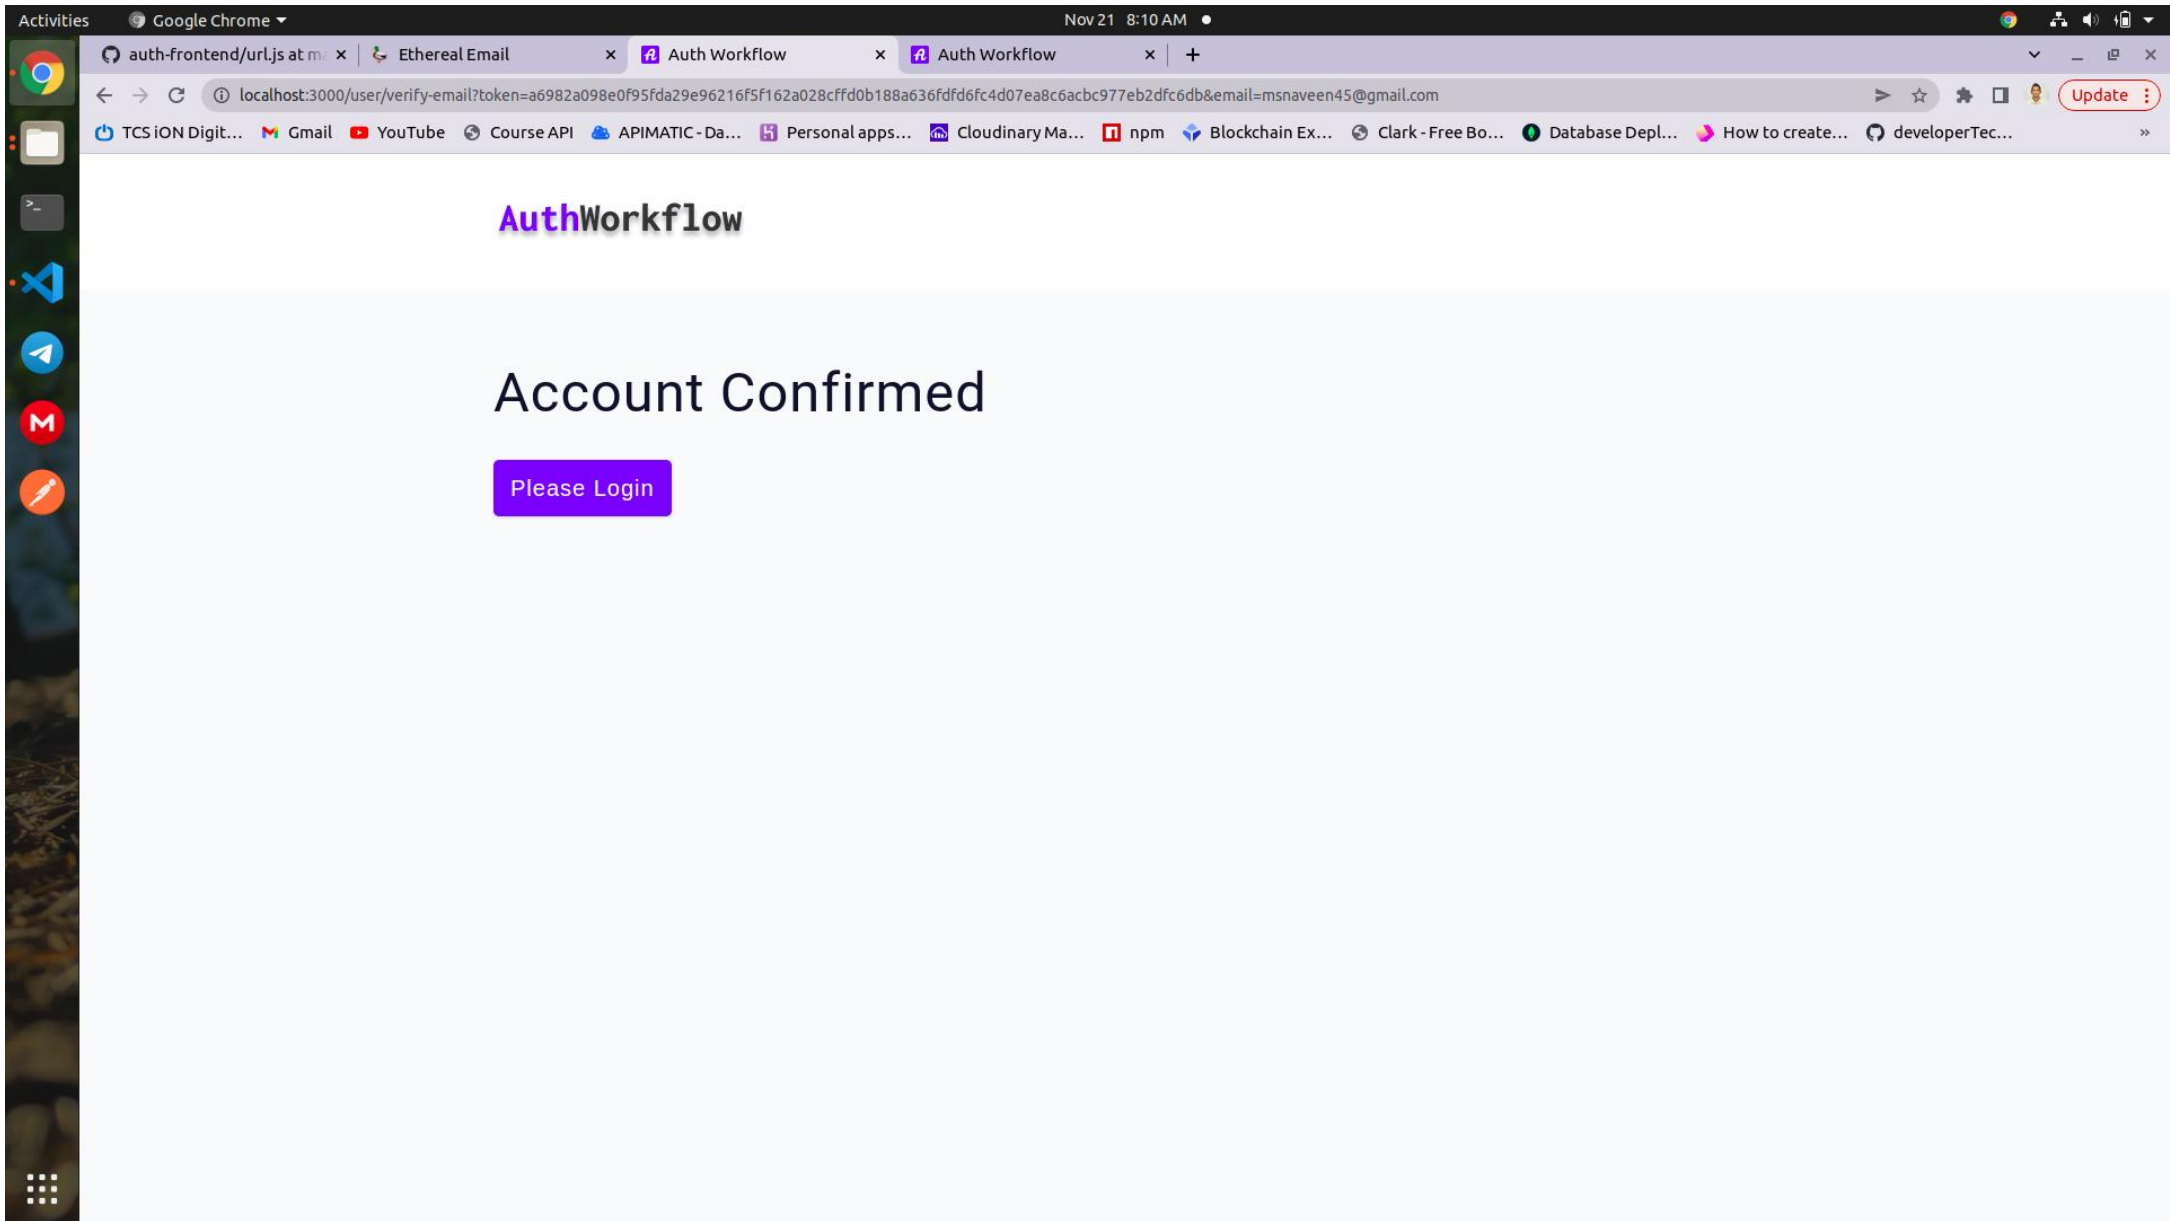 Activities Google Chrome Nov 21 8:10 AM
auth-frontend/url.js at ma Ethereal Email Auth Workflow Auth Workflow
localhost:3000/user/verify-email?token=a6982a098e0f95fda29e96216f5f162a028cffd0b188a636fdfd6fc4d07ea8c6acbc977eb2dfc6db&email=msnaveen45@gmail.com Update
TCS iON Digit... Gmail YouTube Course API APIMATIC - Da... Personal apps... Cloudinary Ma... npm Blockchain Ex... Clark - Free Bo... Database Depl... How to create... developerTec... »
AuthWorkflow
Account Confirmed
Please Login